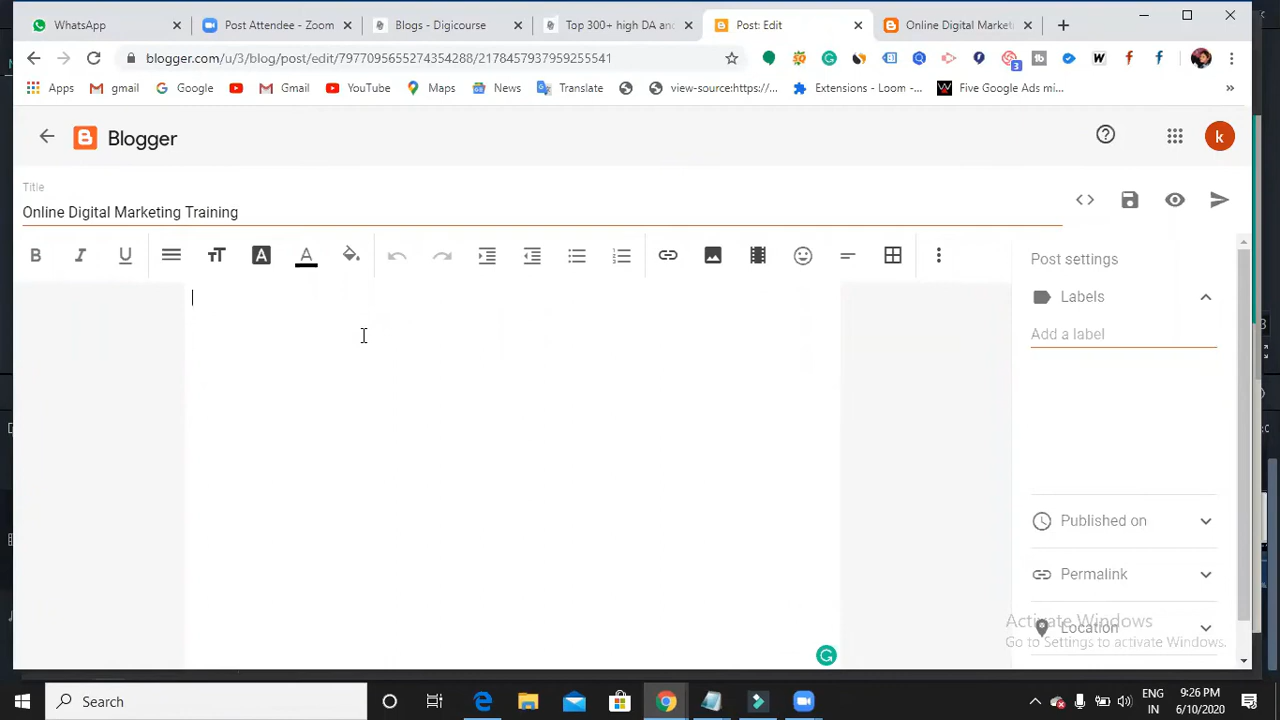 WhatsApp
Post Attendee - Zoom
Blogs - Digicourse
Top 300+ high DA and
Post: Edit
Online Digital Market
blogger.com/u/3/blog/post/edit/7977095655274354288/2178457937959255541
3
Apps
gmail
Google
Gmail
YouTube
Maps
News
Translate
view-source:https://...
Extensions - Loom -...
Five Google Ads mi...
»
Blogger
k
Title
Online Digital Marketing Training
Post settings
Labels
Add a label
Published on
Permalink
Location
Activate Windows
Go to Settings to activate Windows.
Search
ENG
IN
9:26 PM
6/10/2020